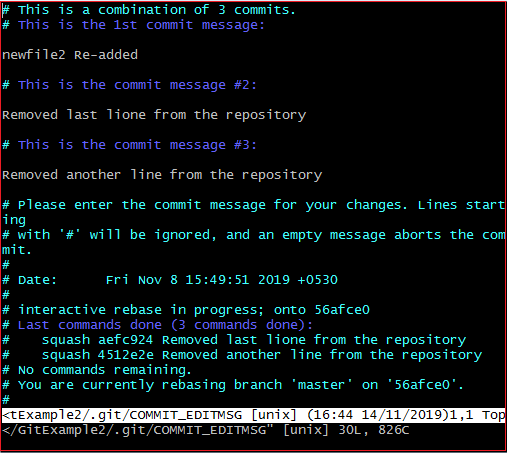 # This is a combination of 3 commits.
# This is the 1st commit message:
newfile2 Re-added
# This is the commit message #2:
Removed last lione from the repository
# This is the commit message #3:
Removed another line from the repository
# Please enter the commit message for your changes. Lines start
ing
# with '#' will be ignored, and an empty message aborts the com
mit.
#
# Date:      Fri Nov 8 15:49:51 2019 +0530
#
# interactive rebase in progress; onto 56afce0
# Last commands done (3 commands done):
#    squash aefc924 Removed last lione from the repository
#    squash 4512e2e Removed another line from the repository
# No commands remaining.
# You are currently rebasing branch 'master' on '56afce0'.
#
<tExample2/.git/COMMIT_EDITMSG [unix] (16:44 14/11/2019)1,1 Top
</GitExample2/.git/COMMIT_EDITMSG" [unix] 30L, 826C